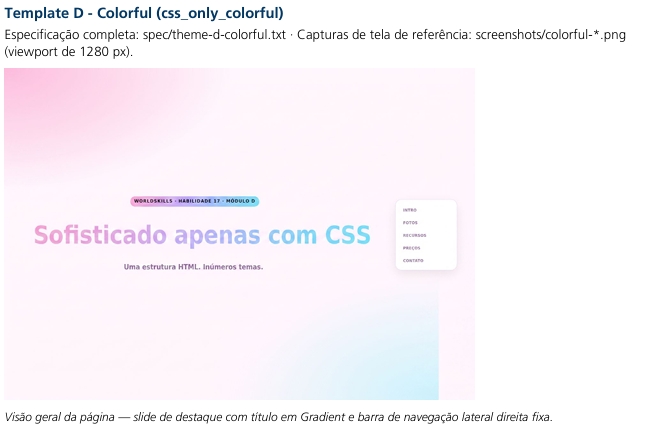 Template D - Colorful (css_only_colorful)
Especificação completa: spec/theme-d-colorful.txt · Capturas de tela de referência: screenshots/colorful-*.png
(viewport de 1280 px).
WORLDSKILLS · HABILIDADE 17 · MÓDULO D
Sofisticado apenas com CSS
Uma estrutura HTML. Inúmeros temas.
INTRO
FOTOS
RECURSOS
PREÇOS
CONTATO
Visão geral da página — slide de destaque com título em Gradient e barra de navegação lateral direita fixa.